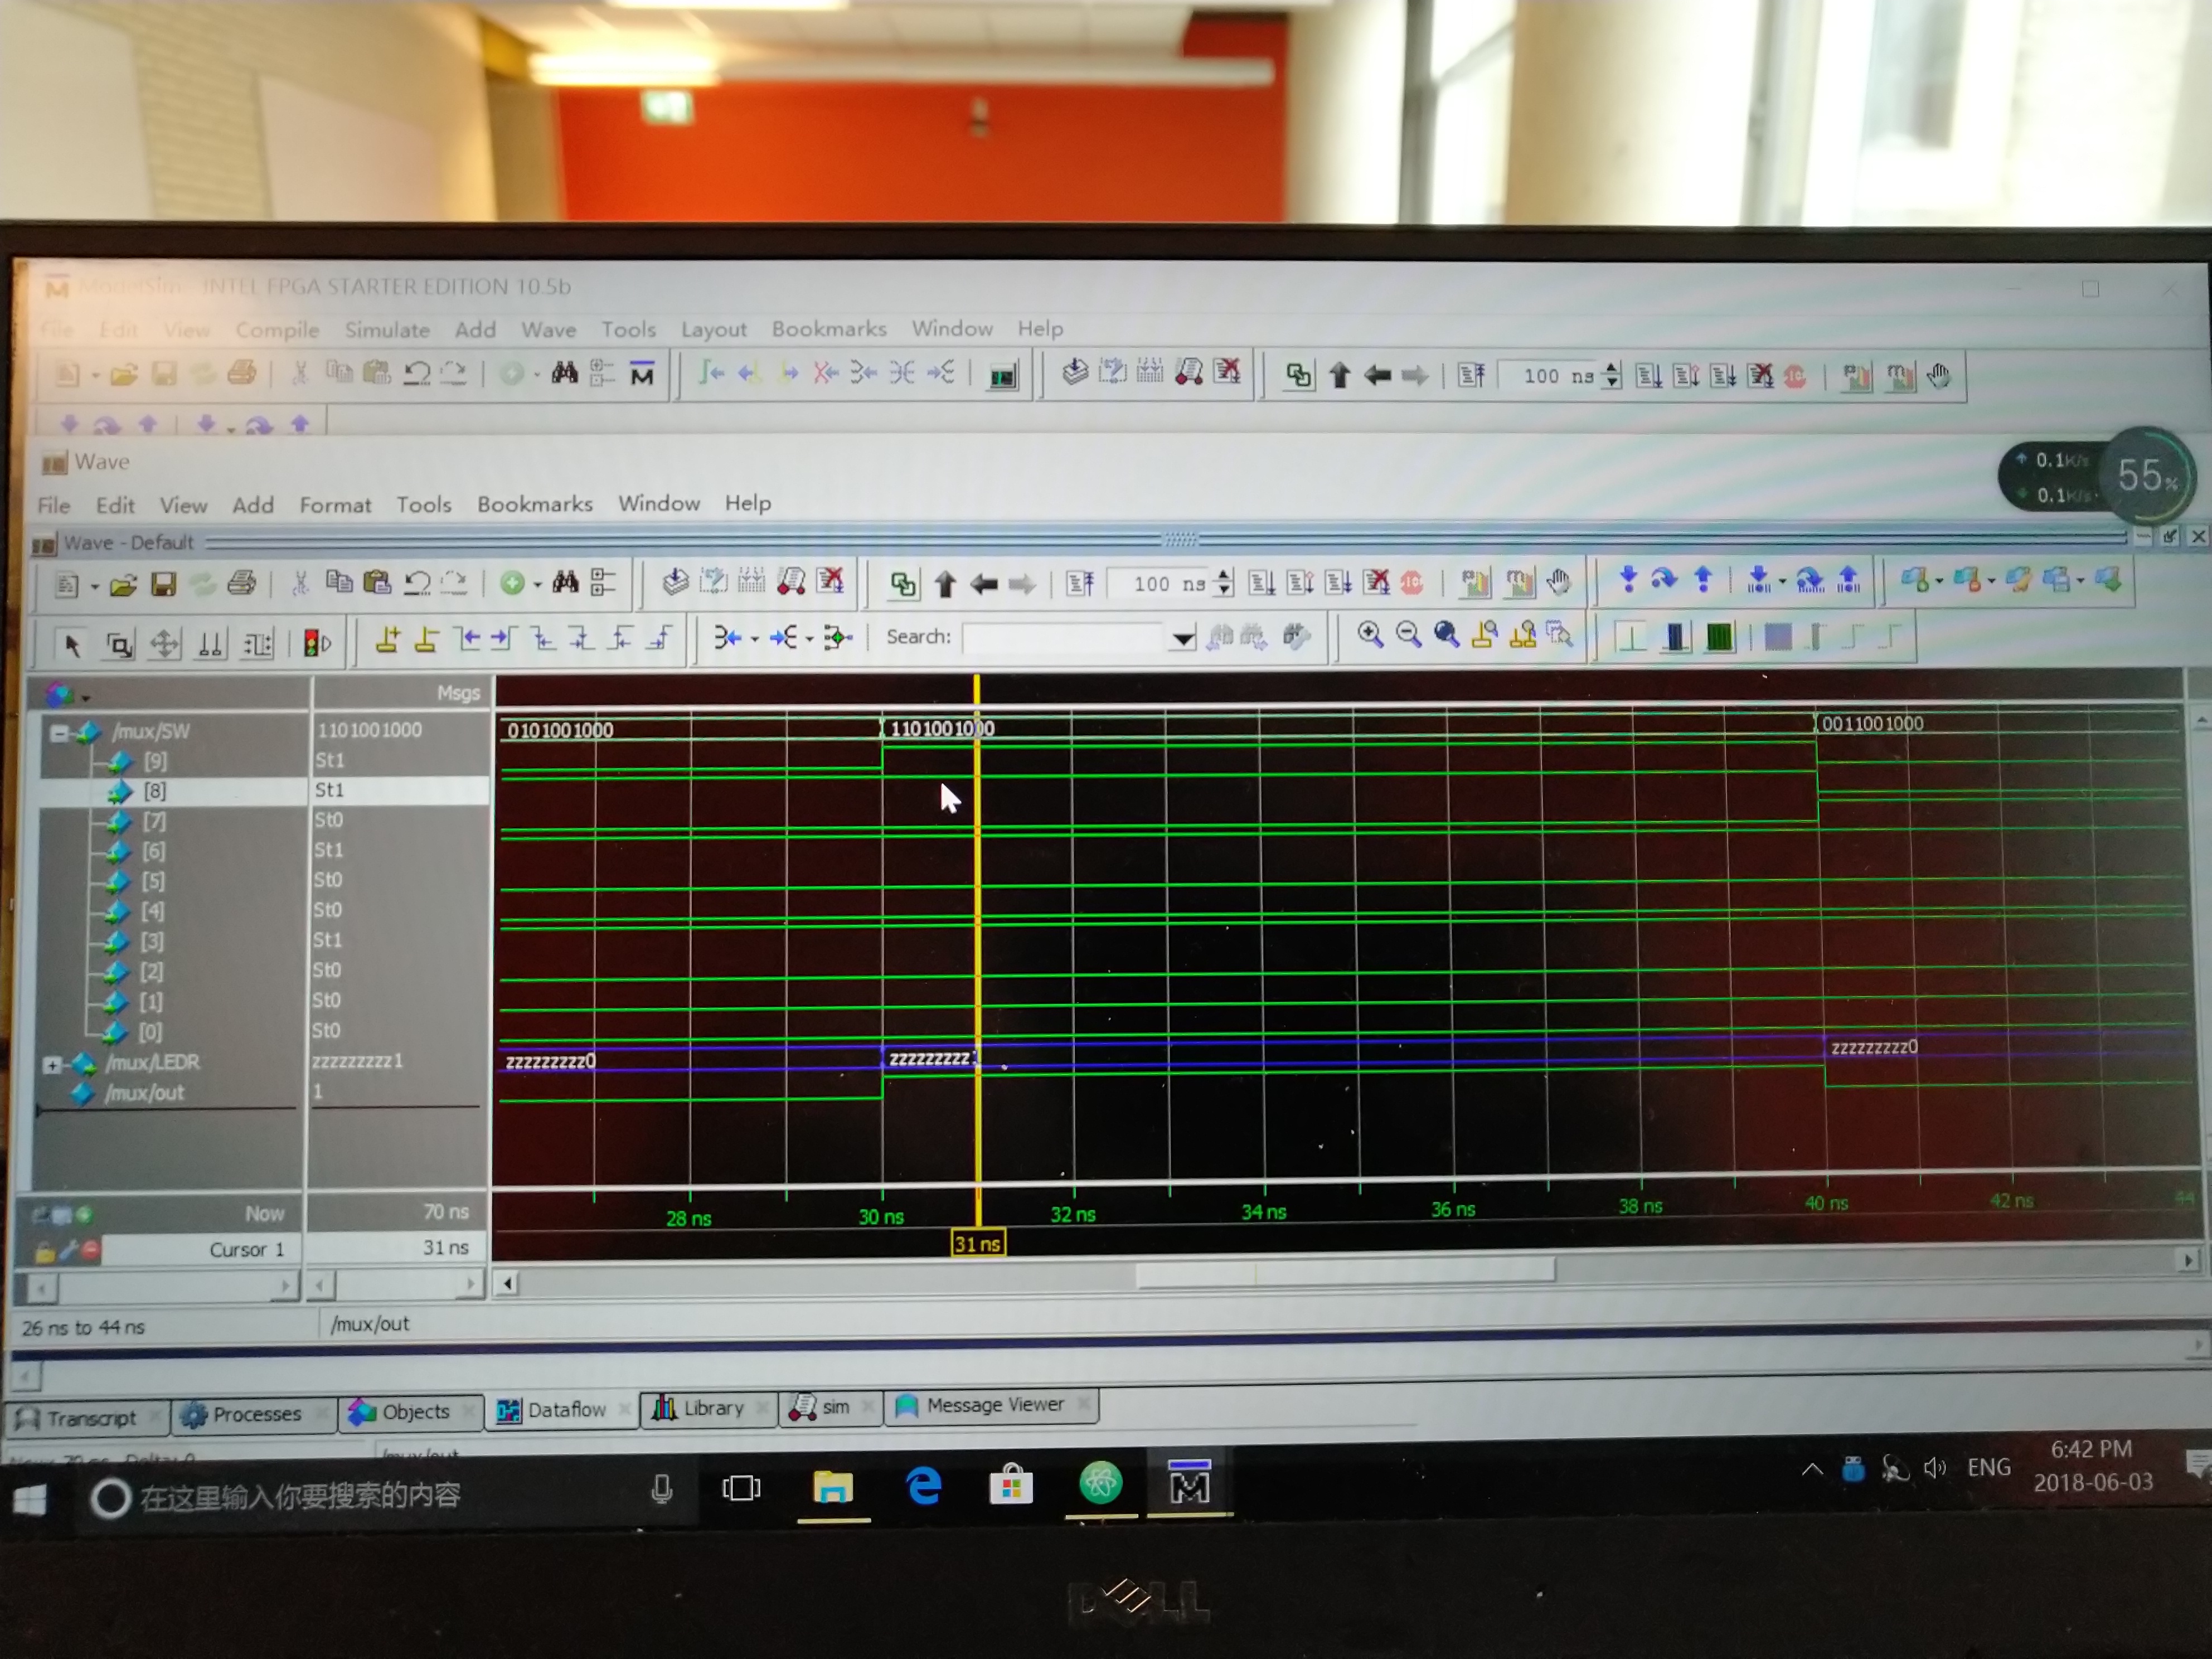 ModelSim - INTEL FPGA STARTER EDITION 10.5b
File Edit View Compile Simulate Add Wave Tools Layout Bookmarks Window Help
100 ns
Wave
0.1K/s
0.1K/s
55%
File Edit View Add Format Tools Bookmarks Window Help
Wave - Default
100 ns
Search:
Msgs
/mux/SW 1101001000 0101001000 1101001000 0011001000
[9] St1
[8] St1
[7] St0
[6] St1
[5] St0
[4] St0
[3] St1
[2] St0
[1] St0
[0] St0
/mux/LEDR zzzzzzzzz1 zzzzzzzzz0 zzzzzzzzz zzzzzzzzz0
/mux/out 1
Now 70 ns 28 ns 30 ns 32 ns 34 ns 36 ns 38 ns 40 ns 42 ns 44
Cursor 1 31 ns 31 ns
26 ns to 44 ns /mux/out
Transcript Processes Objects Dataflow Library sim Message Viewer
/mux/out
在这里输入你要搜索的内容
ENG
6:42 PM
2018-06-03
DELL